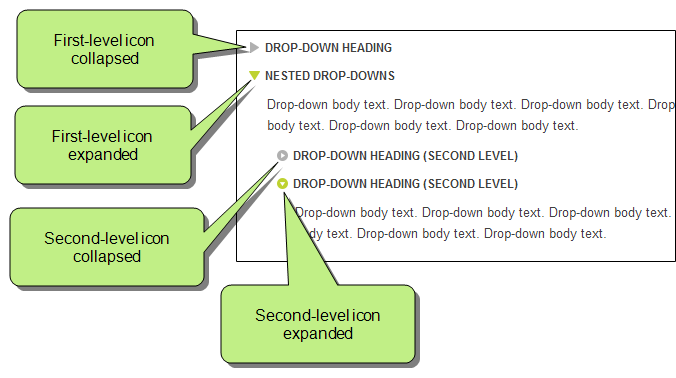 First-level icon
collapsed
DROP-DOWN HEADING
NESTED DROP-DOWNS
Drop-down body text. Drop-down body text. Drop-down body text. Drop
body text. Drop-down body text. Drop-down body text.
First-level icon
expanded
DROP-DOWN HEADING (SECOND LEVEL)
DROP-DOWN HEADING (SECOND LEVEL)
Drop-down body text. Drop-down body text. Drop-down body text.
text. Drop-down body text. Drop-down body text.
Second-level icon
collapsed
Second-level icon
expanded